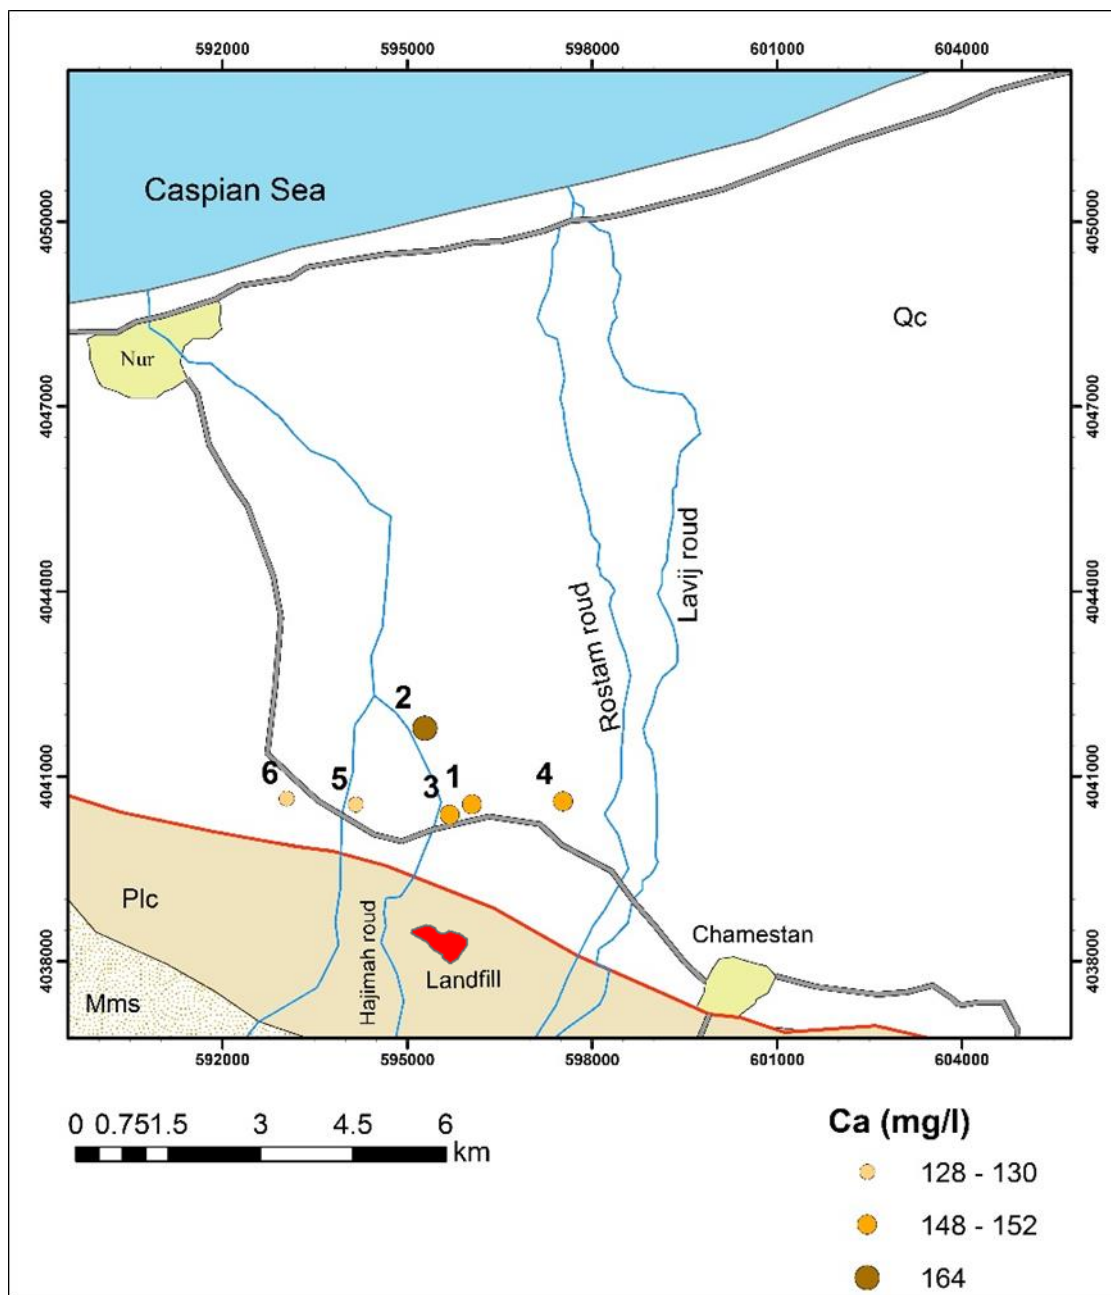 592000 595000 598000 601000 604000
Caspian Sea
4050000
4050000
Qc
Nur
4047000
4047000
Lavij roud
4044000
4044000
Rostam roud
2
6 5 3 1 4
4041000
4041000
Plc
Hajimah roud
Chamestan
Landfill
4038000
4038000
Mms
592000 595000 598000 601000 604000
0 0.75 1.5 3 4.5 6
km
Ca (mg/l)
128 - 130
148 - 152
164